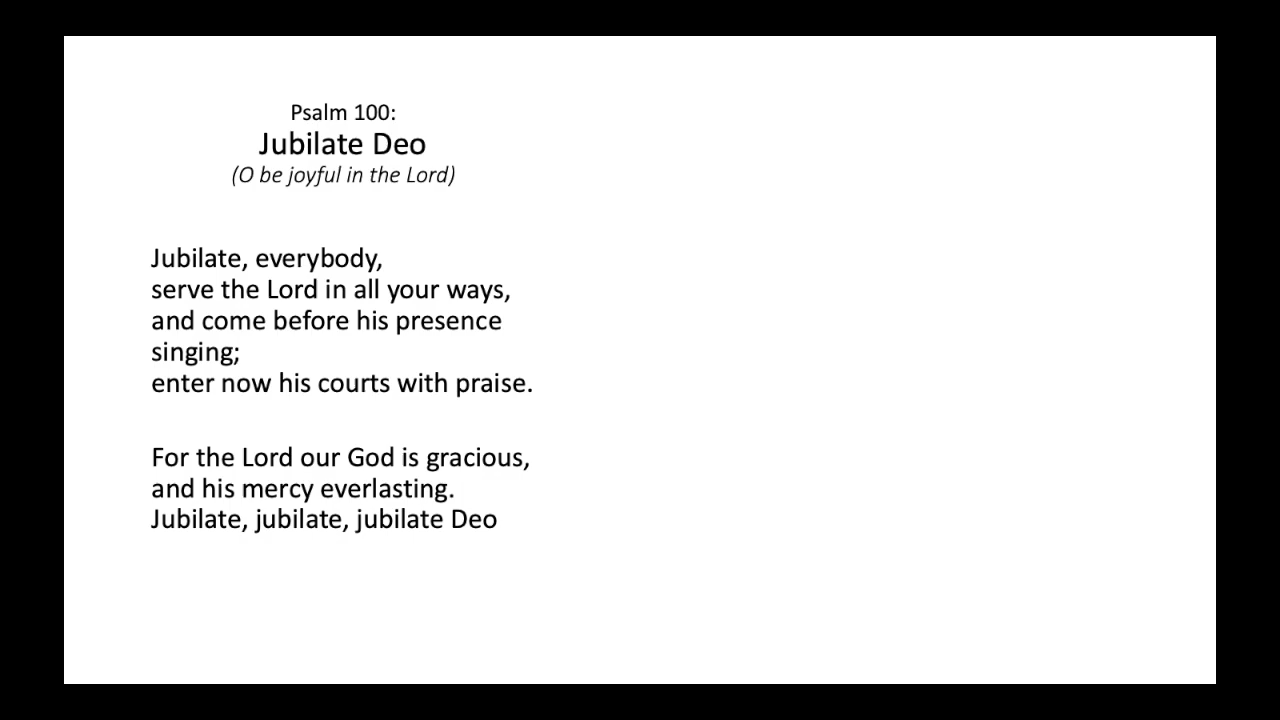 Psalm 100:
Jubilate Deo
(O be joyful in the Lord)
Jubilate, everybody,
serve the Lord in all your ways,
and come before his presence
singing;
enter now his courts with praise.
For the Lord our God is gracious,
and his mercy everlasting.
Jubilate, jubilate, jubilate Deo